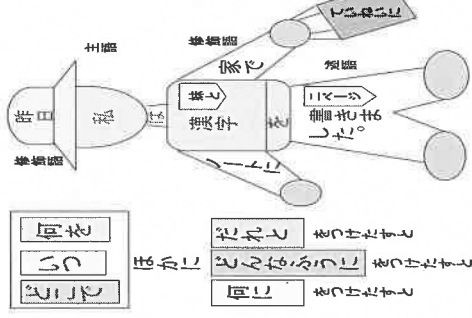 昨日
主語
修飾語
私
は
修飾語
家で
ていねいに
妹と
漢字
ノートに
を
述語
二ページ
書きま
した。
何を
いつ
どこで
ほかに
だれと をつけたすと
どんなふうに をつけたすと
何に をつけたすと